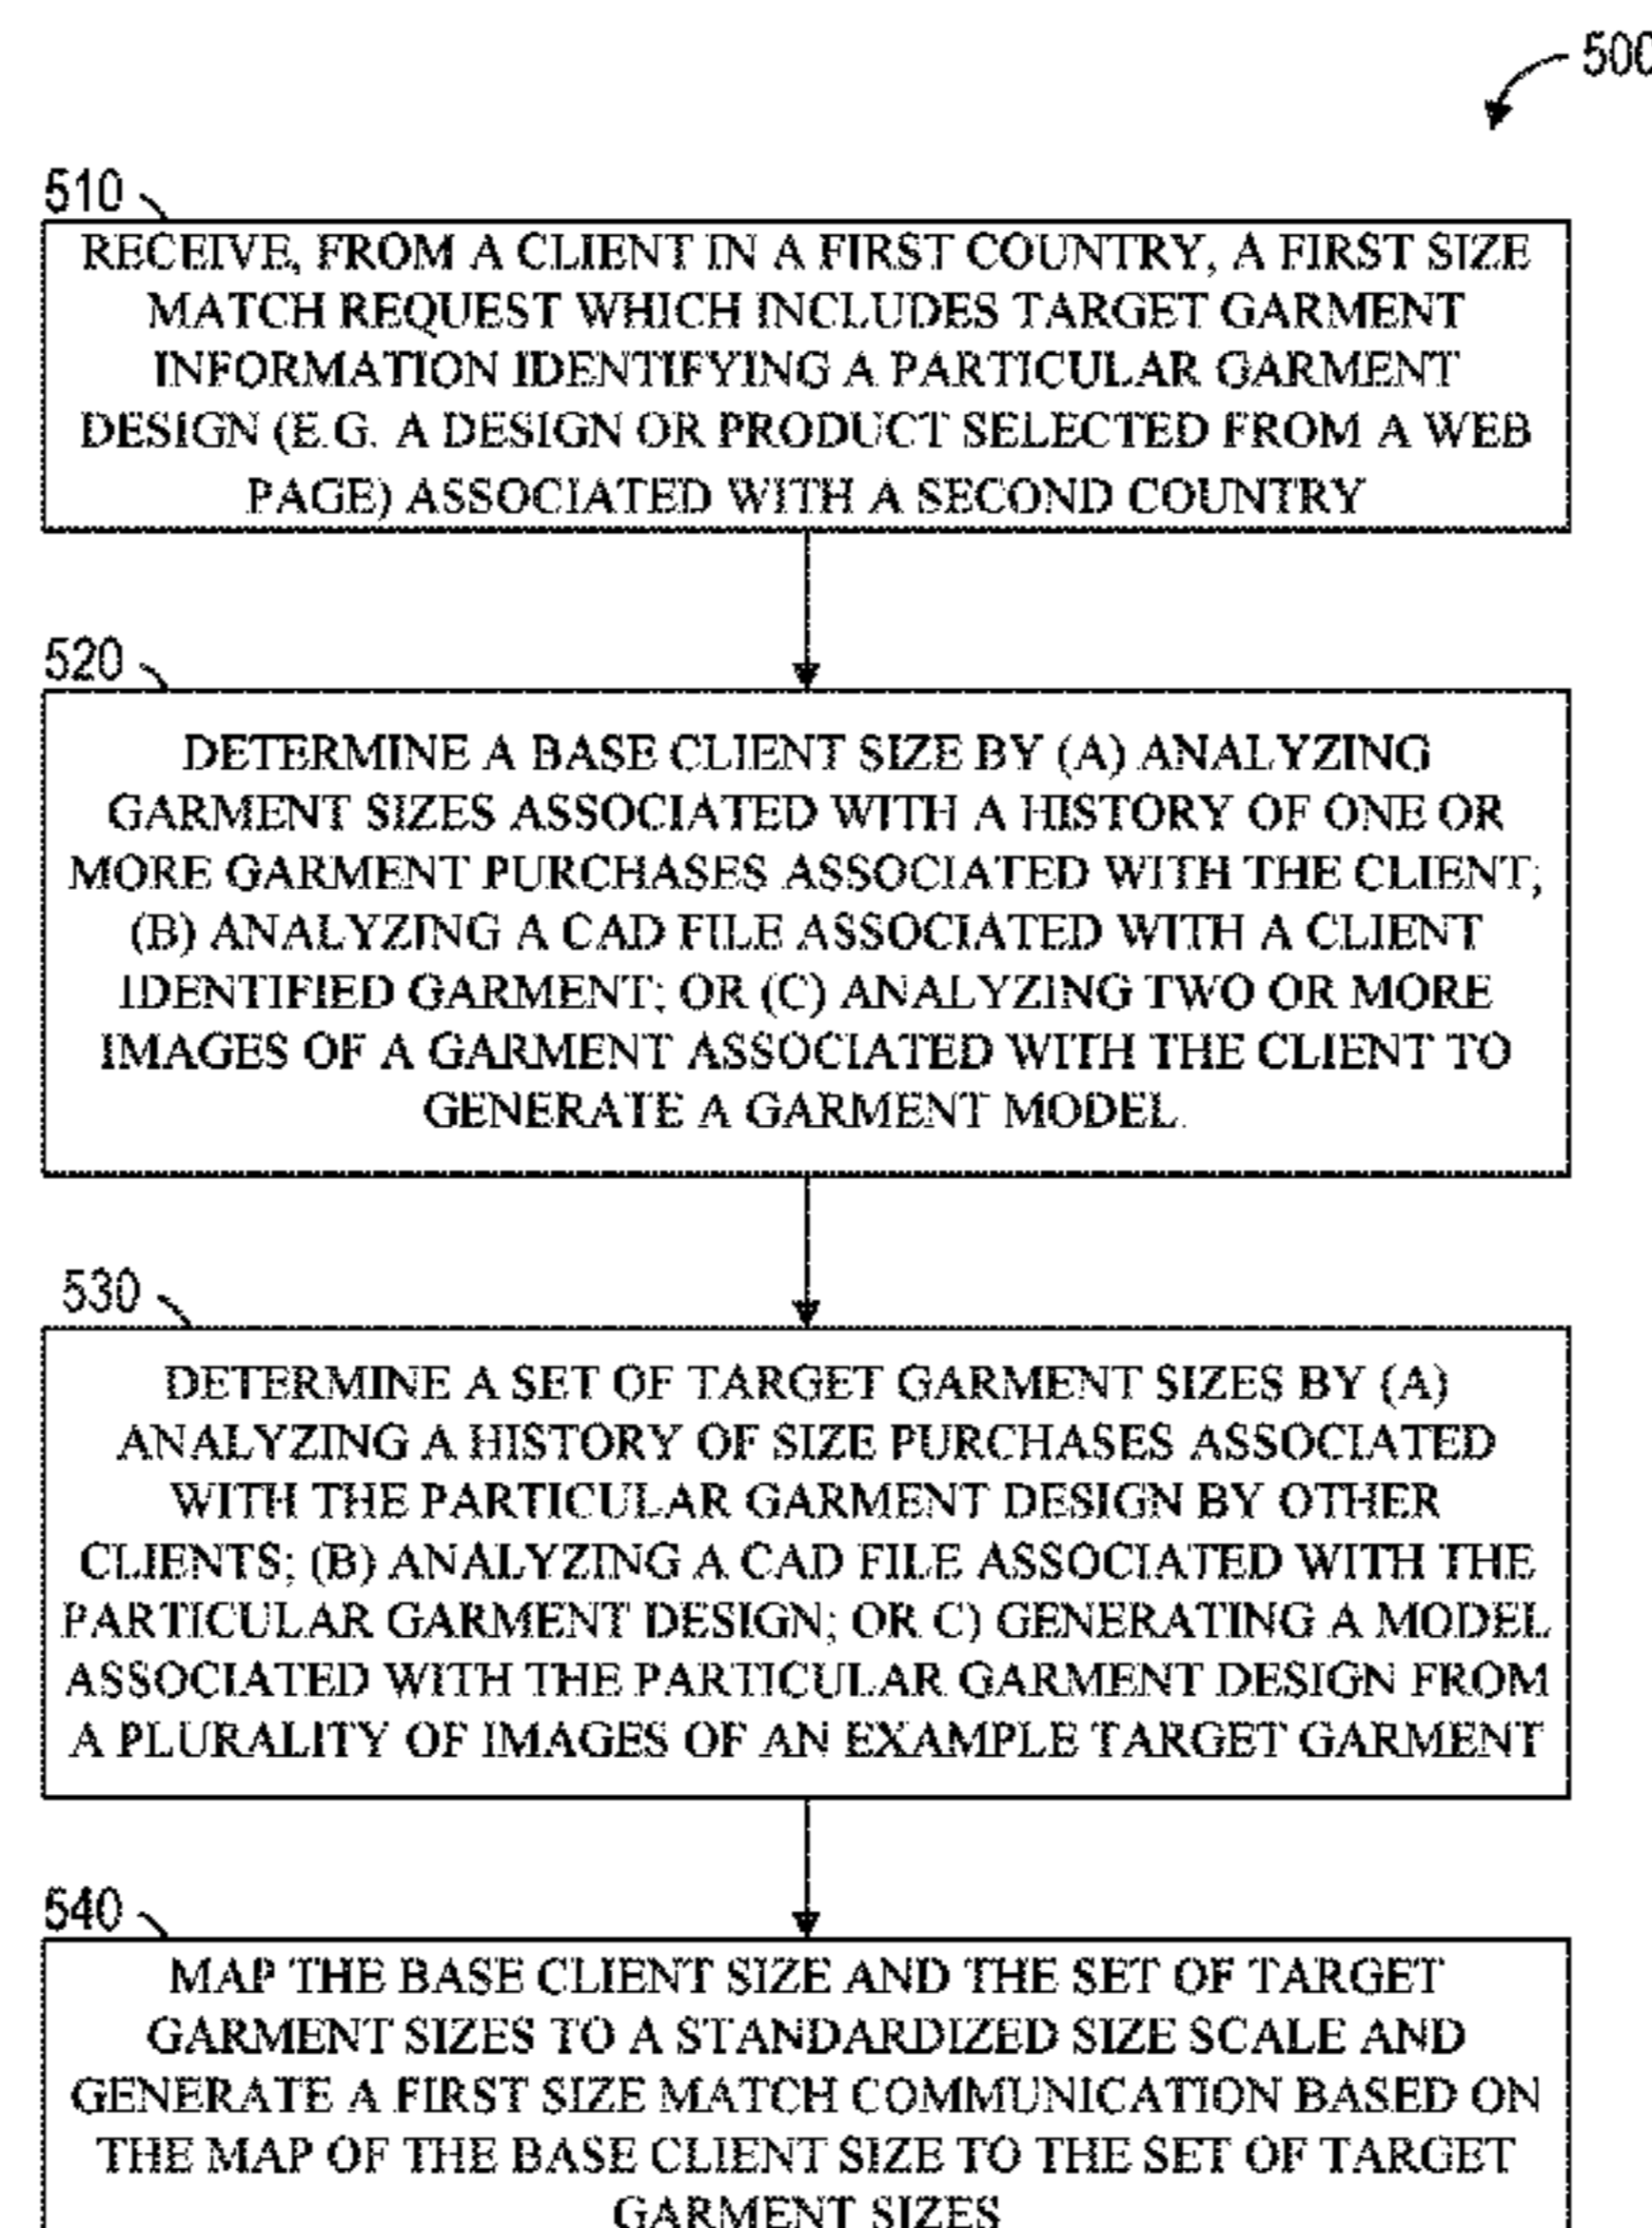 500
510
RECEIVE, FROM A CLIENT IN A FIRST COUNTRY, A FIRST SIZE
MATCH REQUEST WHICH INCLUDES TARGET GARMENT
INFORMATION IDENTIFYING A PARTICULAR GARMENT
DESIGN (E.G. A DESIGN OR PRODUCT SELECTED FROM A WEB
PAGE) ASSOCIATED WITH A SECOND COUNTRY
520
DETERMINE A BASE CLIENT SIZE BY (A) ANALYZING
GARMENT SIZES ASSOCIATED WITH A HISTORY OF ONE OR
MORE GARMENT PURCHASES ASSOCIATED WITH THE CLIENT;
(B) ANALYZING A CAD FILE ASSOCIATED WITH A CLIENT
IDENTIFIED GARMENT; OR (C) ANALYZING TWO OR MORE
IMAGES OF A GARMENT ASSOCIATED WITH THE CLIENT TO
GENERATE A GARMENT MODEL.
530
DETERMINE A SET OF TARGET GARMENT SIZES BY (A)
ANALYZING A HISTORY OF SIZE PURCHASES ASSOCIATED
WITH THE PARTICULAR GARMENT DESIGN BY OTHER
CLIENTS; (B) ANALYZING A CAD FILE ASSOCIATED WITH THE
PARTICULAR GARMENT DESIGN; OR C) GENERATING A MODEL
ASSOCIATED WITH THE PARTICULAR GARMENT DESIGN FROM
A PLURALITY OF IMAGES OF AN EXAMPLE TARGET GARMENT
540
MAP THE BASE CLIENT SIZE AND THE SET OF TARGET
GARMENT SIZES TO A STANDARDIZED SIZE SCALE AND
GENERATE A FIRST SIZE MATCH COMMUNICATION BASED ON
THE MAP OF THE BASE CLIENT SIZE TO THE SET OF TARGET
GARMENT SIZES